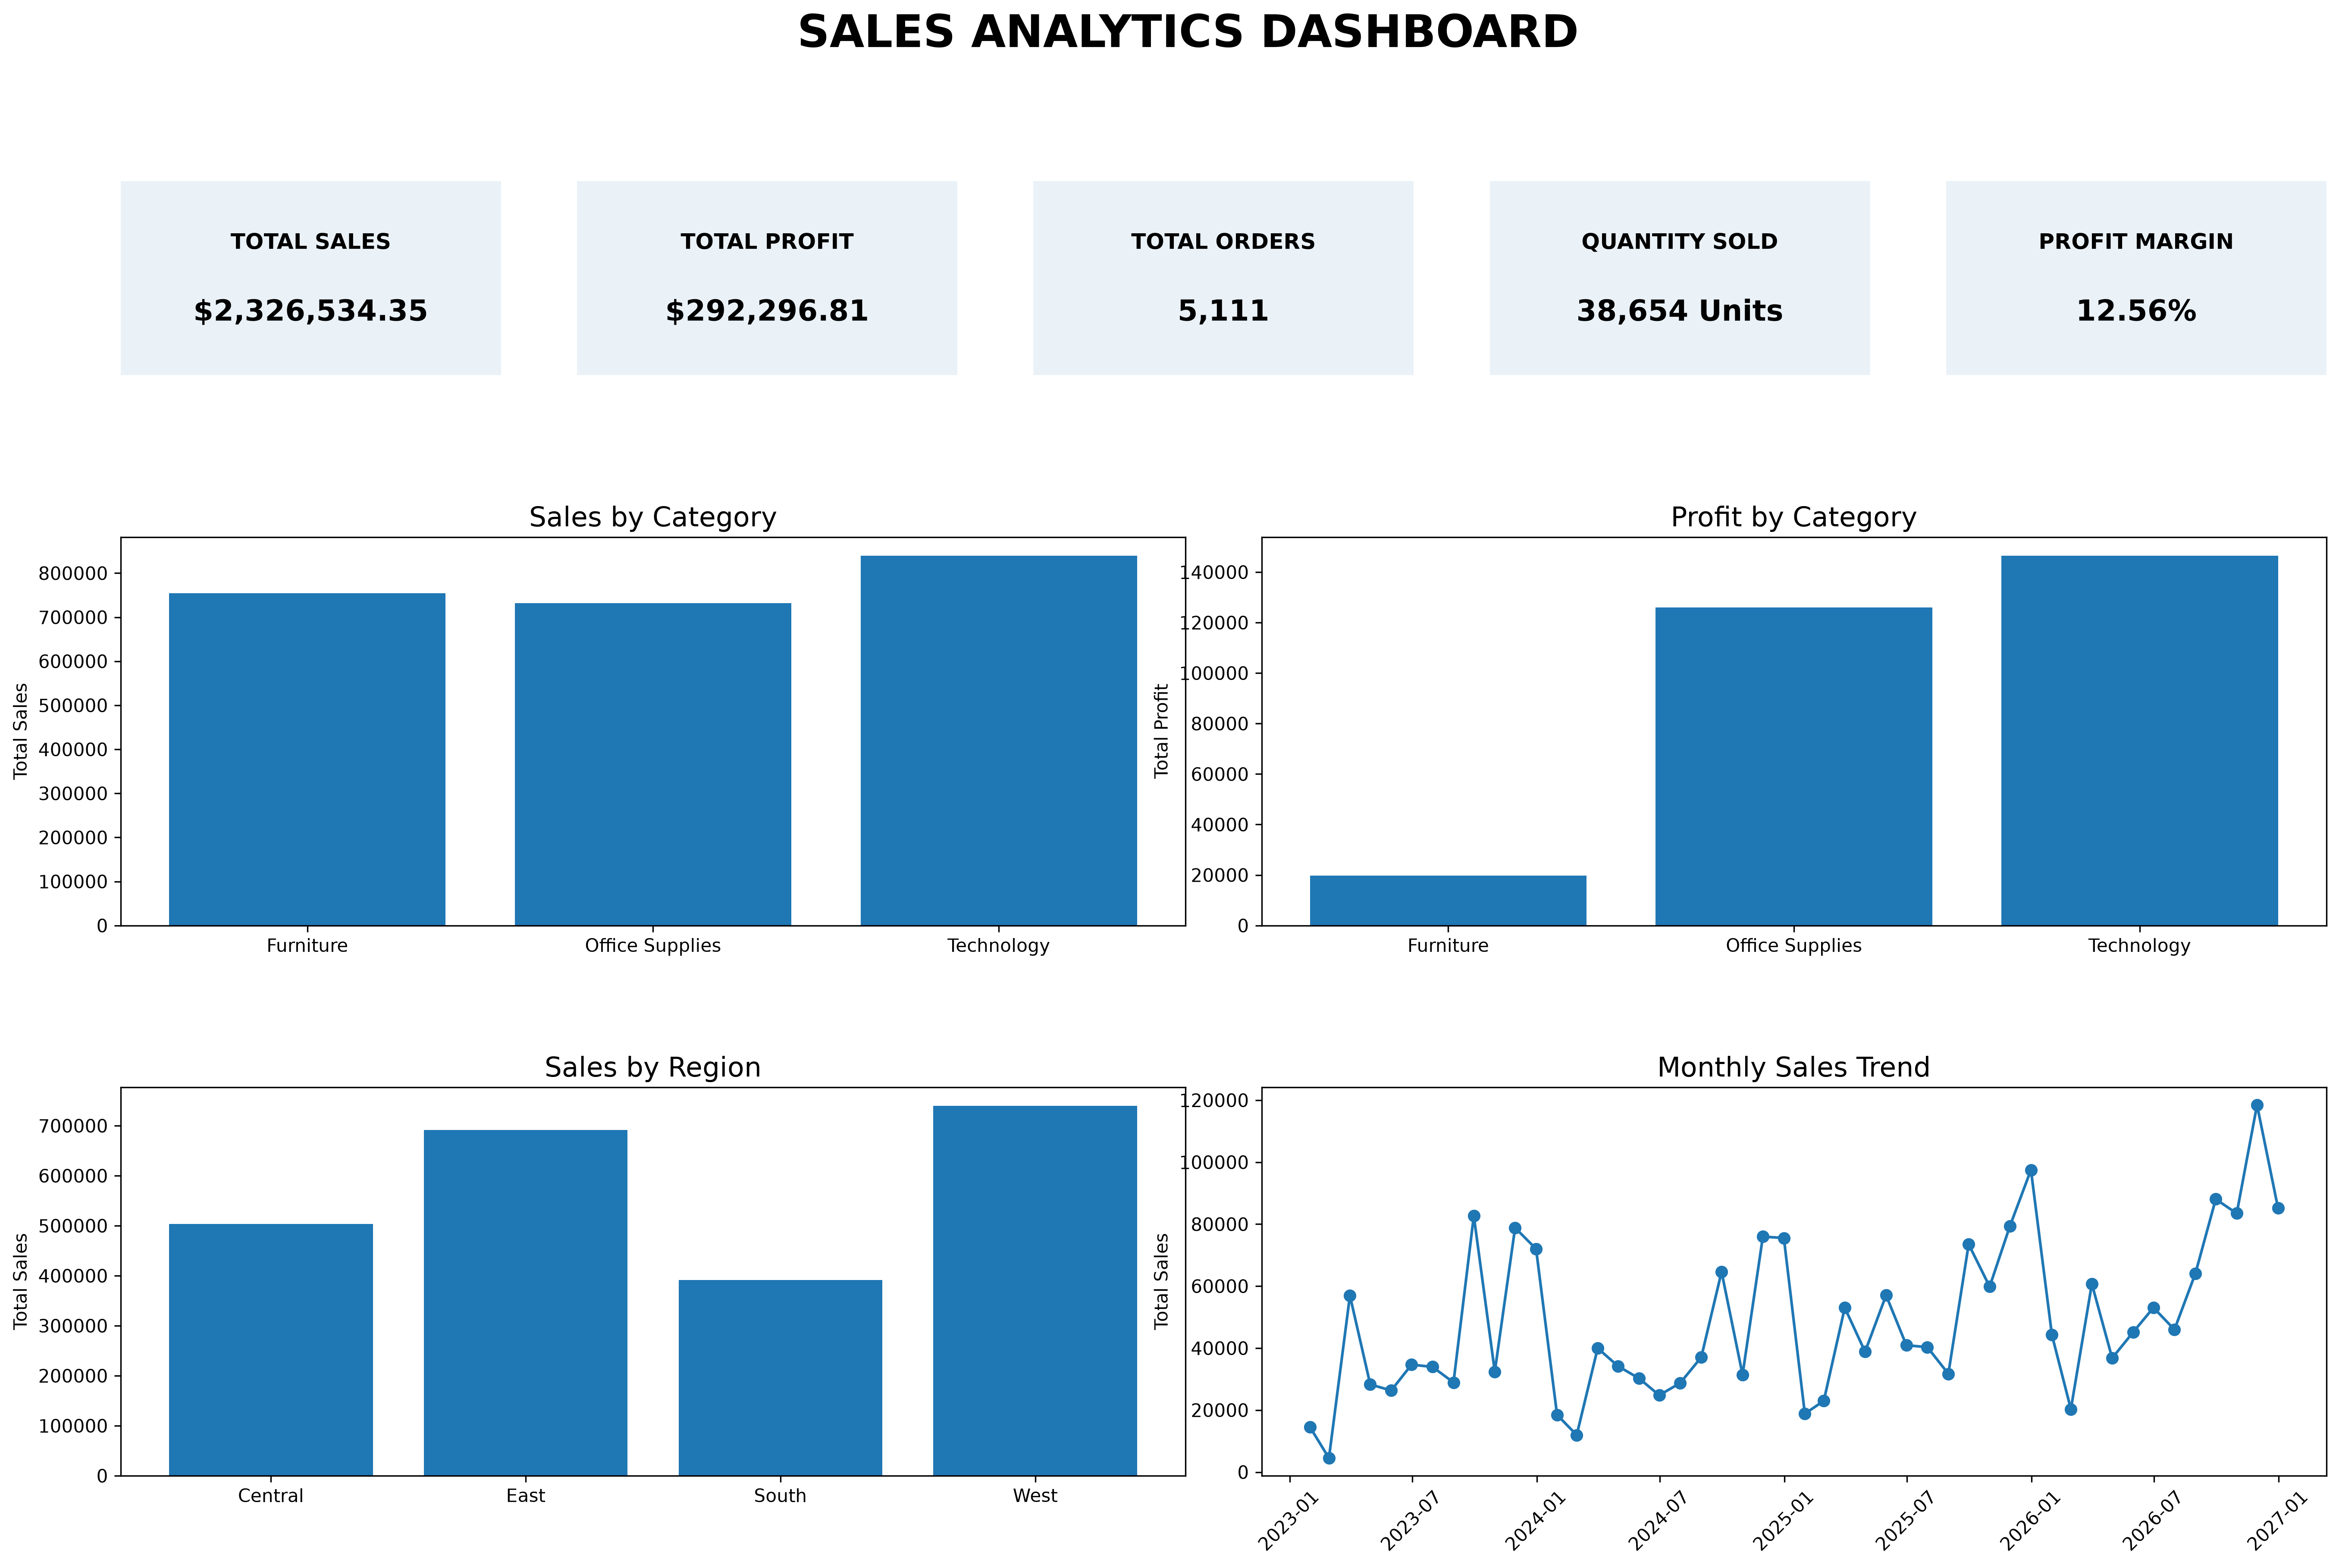 SALES ANALYTICS DASHBOARD
TOTAL SALES
$2,326,534.35
TOTAL PROFIT
$292,296.81
TOTAL ORDERS
5,111
QUANTITY SOLD
38,654 Units
PROFIT MARGIN
12.56%
Sales by Category
Total Sales
800000
700000
600000
500000
400000
300000
200000
100000
0
Furniture
Office Supplies
Technology
Profit by Category
Total Profit
140000
120000
100000
80000
60000
40000
20000
0
Furniture
Office Supplies
Technology
Sales by Region
Total Sales
700000
600000
500000
400000
300000
200000
100000
0
Central
East
South
West
Monthly Sales Trend
Total Sales
120000
100000
80000
60000
40000
20000
0
2023-01
2023-07
2024-01
2024-07
2025-01
2025-07
2026-01
2026-07
2027-01